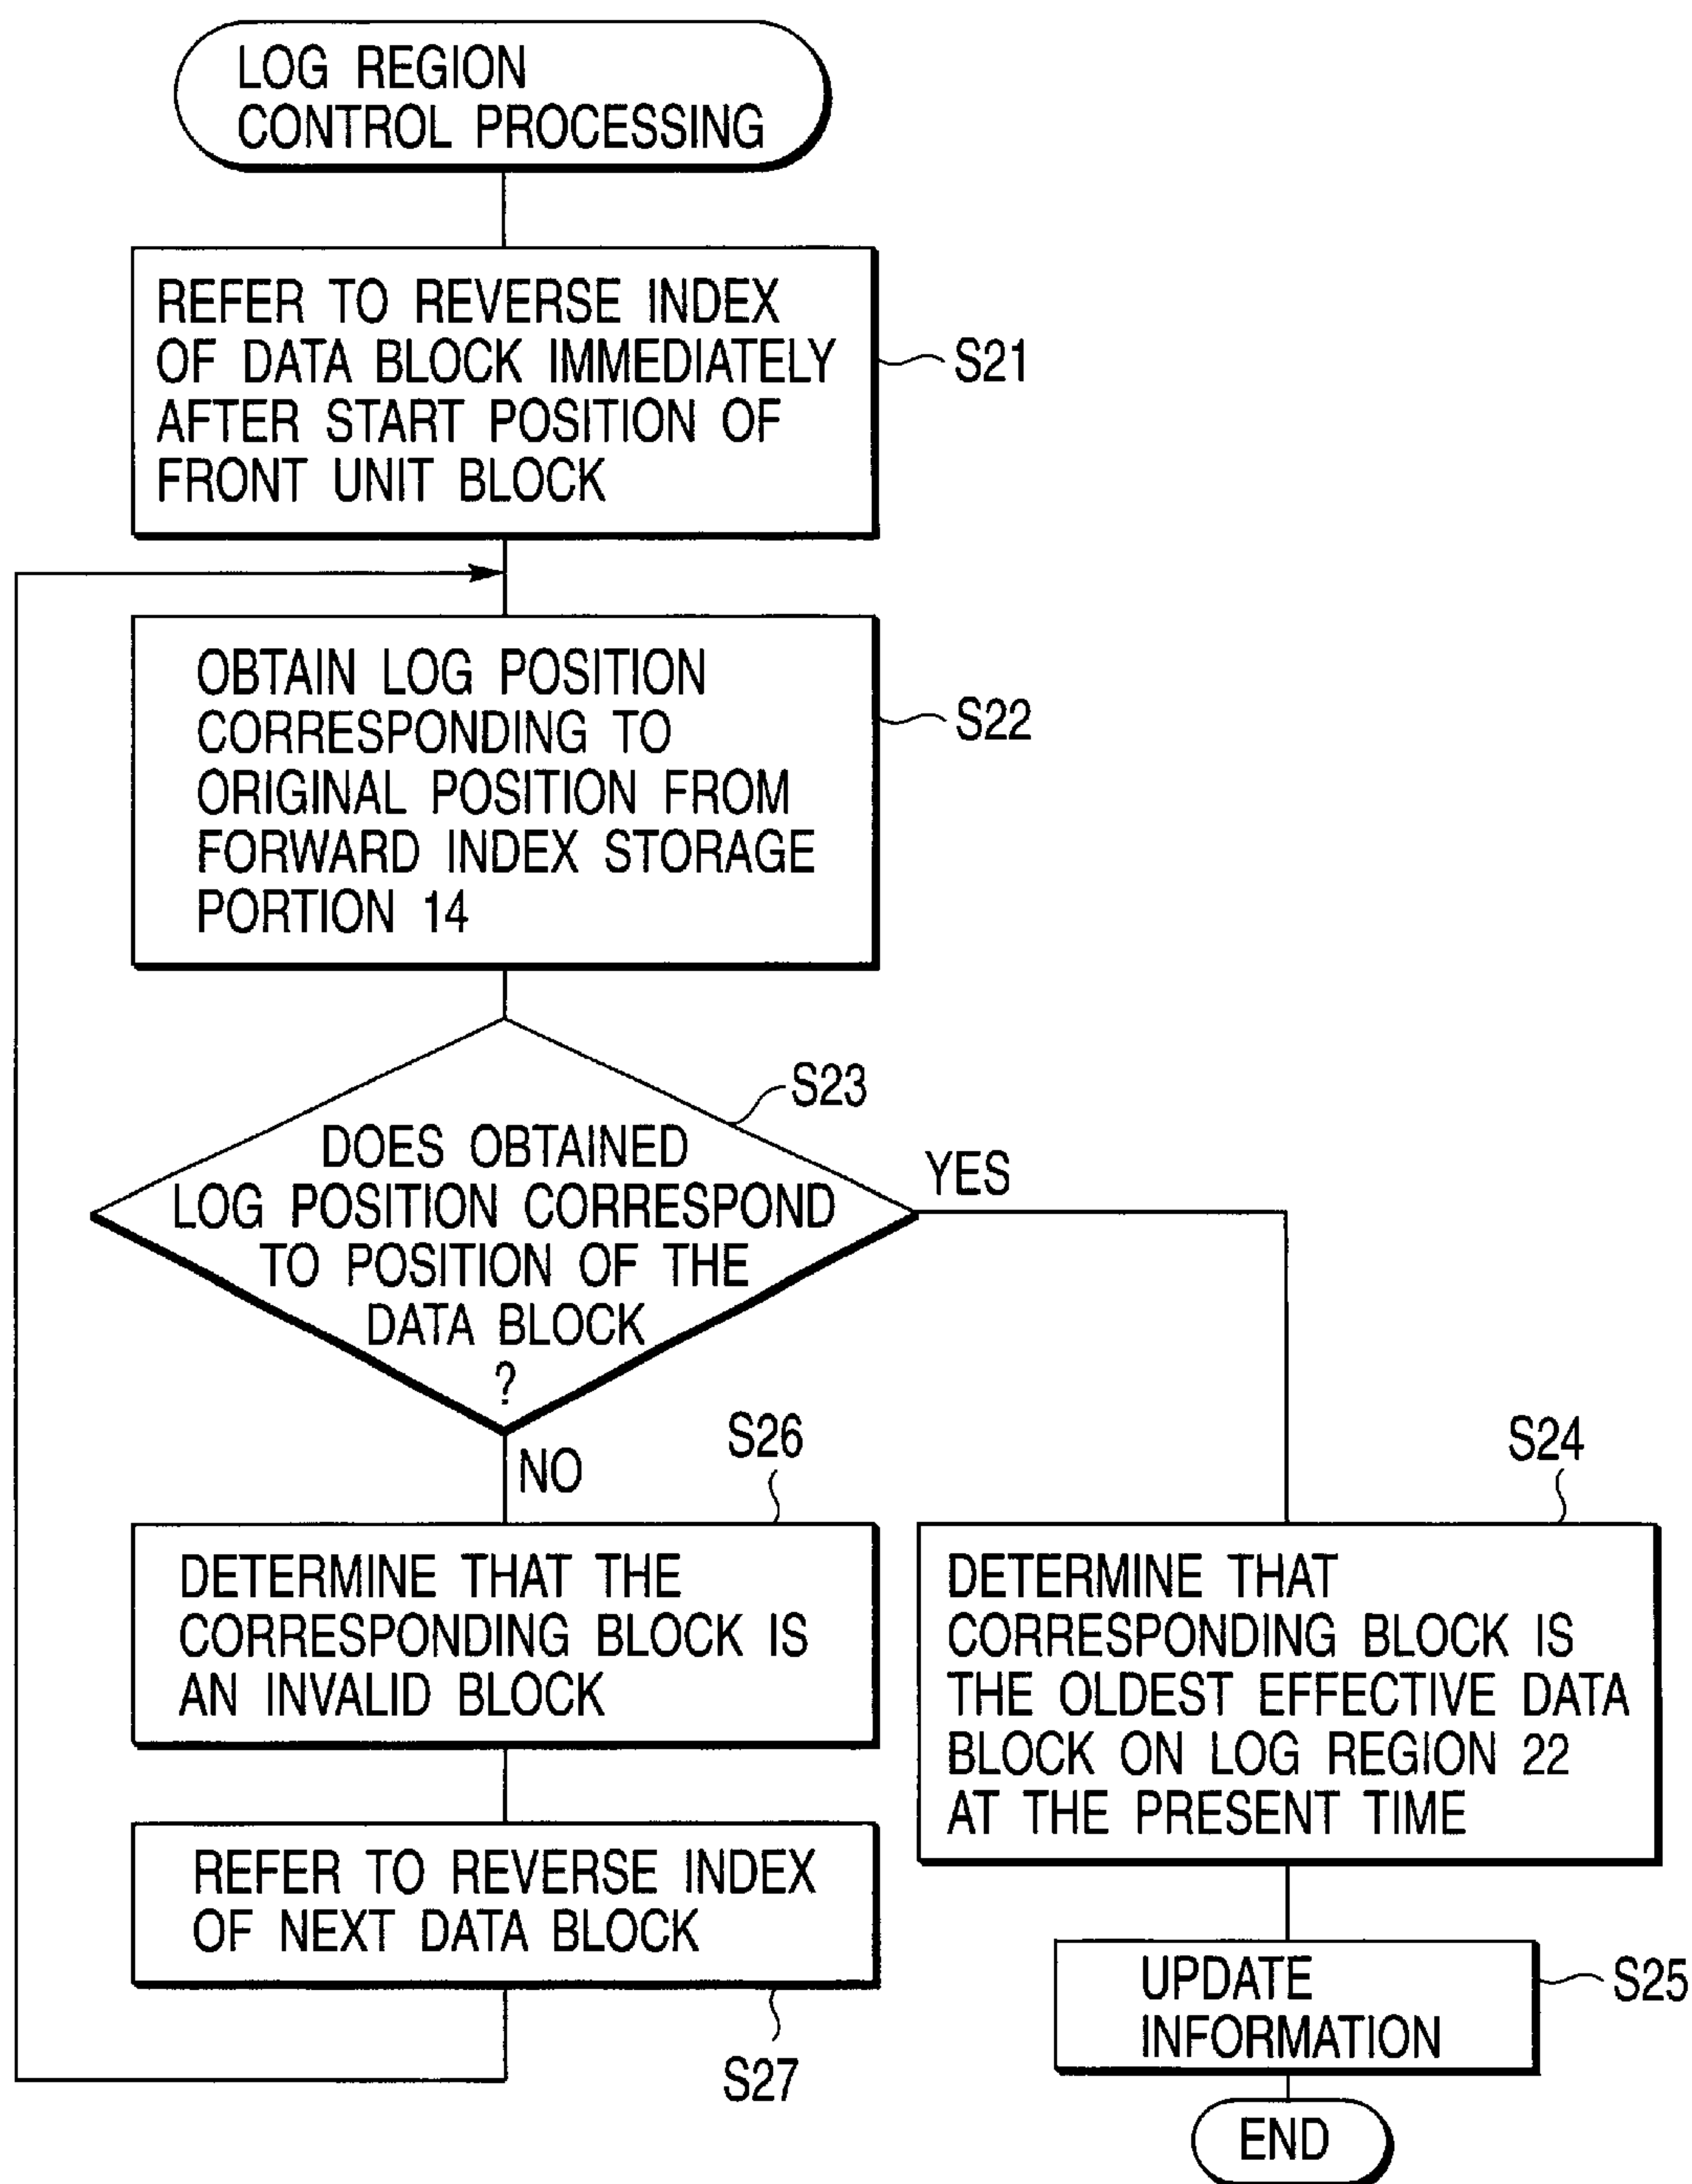 LOG REGION
CONTROL PROCESSING
REFER TO REVERSE INDEX
OF DATA BLOCK IMMEDIATELY
AFTER START POSITION OF
FRONT UNIT BLOCK
S21
OBTAIN LOG POSITION
CORRESPONDING TO
ORIGINAL POSITION FROM
FORWARD INDEX STORAGE
PORTION 14
S22
S23
DOES OBTAINED
LOG POSITION CORRESPOND
TO POSITION OF THE
DATA BLOCK
?
YES
NO
S26
DETERMINE THAT THE
CORRESPONDING BLOCK IS
AN INVALID BLOCK
REFER TO REVERSE INDEX
OF NEXT DATA BLOCK
S27
S24
DETERMINE THAT
CORRESPONDING BLOCK IS
THE OLDEST EFFECTIVE DATA
BLOCK ON LOG REGION 22
AT THE PRESENT TIME
UPDATE
INFORMATION
S25
END